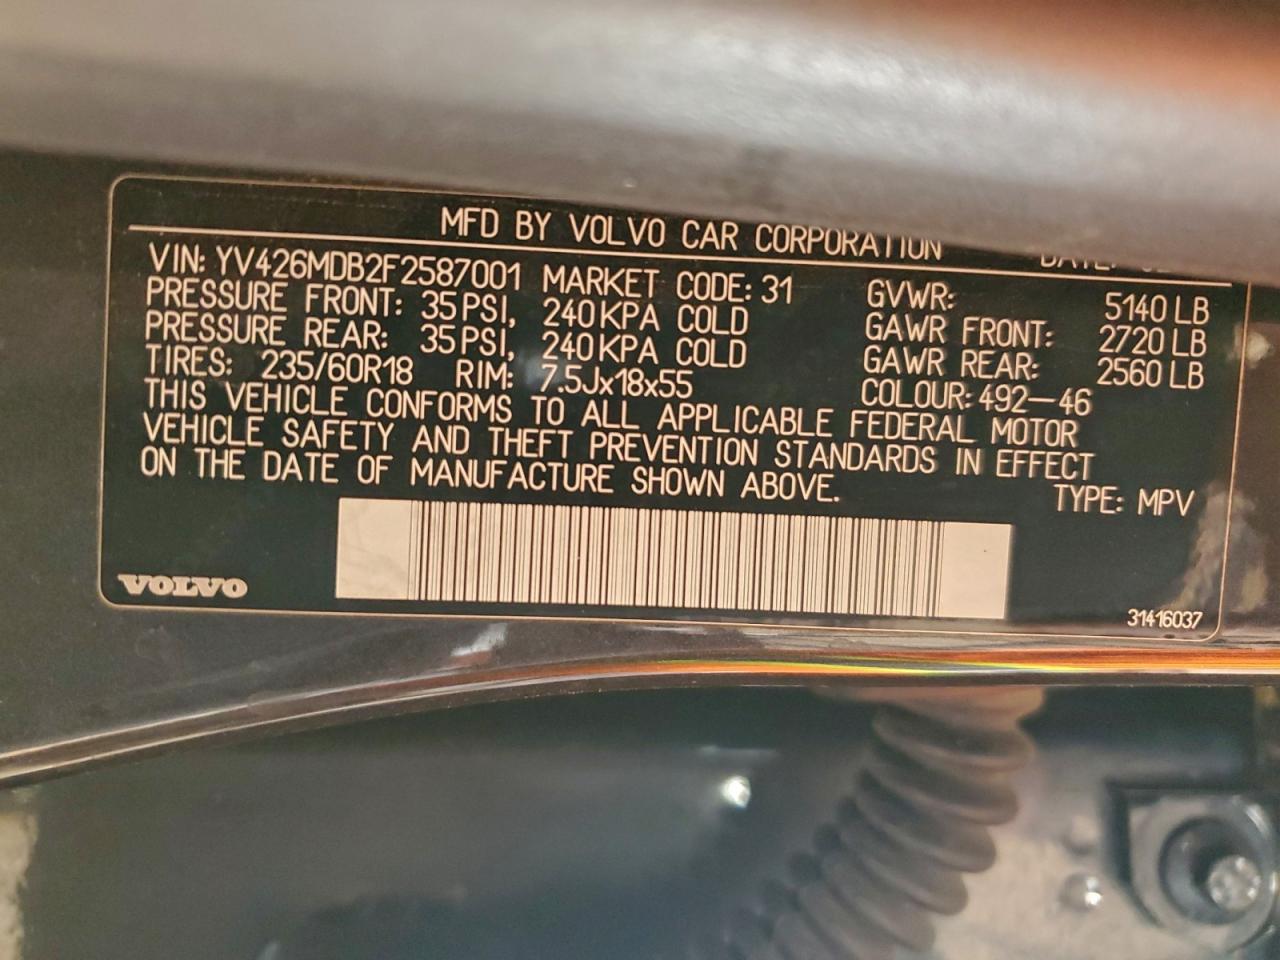 MFD BY VOLVO CAR CORPORATION DATE:
VIN: YV426MDB2F2587001 MARKET CODE: 31 GVWR: 5140 LB
PRESSURE FRONT: 35 PSI, 240 KPA COLD GAWR FRONT: 2720 LB
PRESSURE REAR: 35 PSI, 240 KPA COLD GAWR REAR: 2560 LB
TIRES: 235/60R18 RIM: 7.5Jx18x55 COLOUR: 492-46
THIS VEHICLE CONFORMS TO ALL APPLICABLE FEDERAL MOTOR
VEHICLE SAFETY AND THEFT PREVENTION STANDARDS IN EFFECT
ON THE DATE OF MANUFACTURE SHOWN ABOVE. TYPE: MPV
VOLVO
31416037